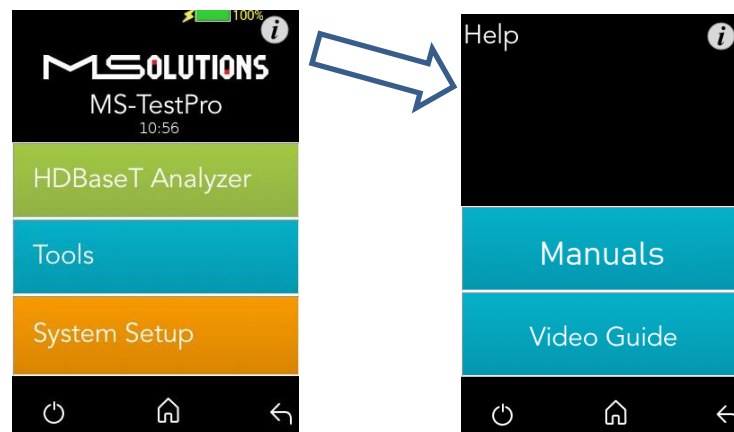 100%
i
MSOLUTIONS
MS-TestPro
10:56
HDBaseT Analyzer
Tools
System Setup
Help
i
Manuals
Video Guide